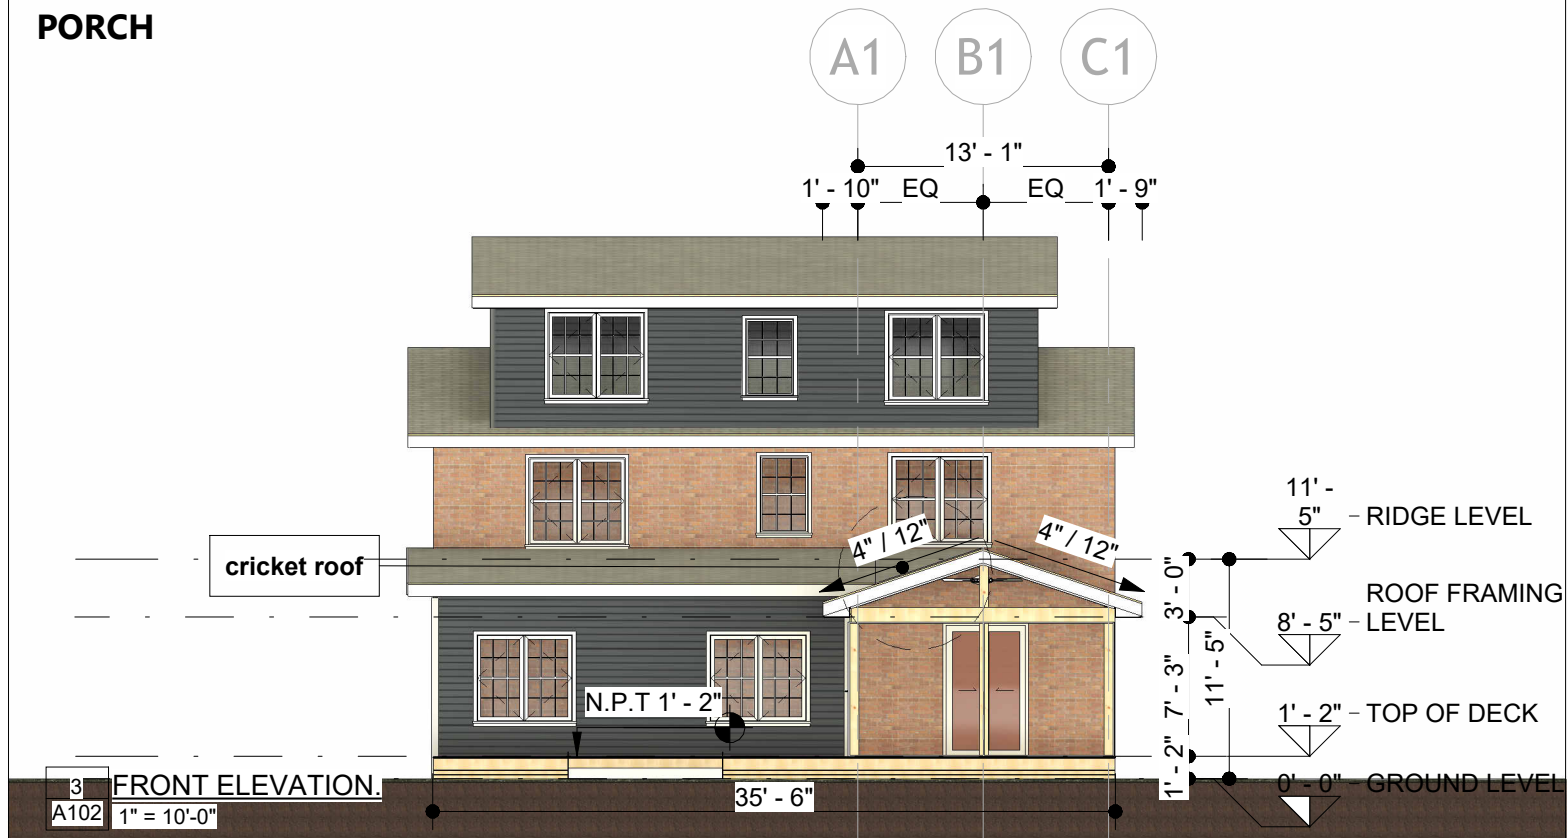 PORCH
A1 B1 C1
13' - 1"
1' - 10" EQ EQ 1' - 9"
11' -
5" RIDGE LEVEL
4" / 12" 4" / 12"
cricket roof
3' - 0"
ROOF FRAMING
8' - 5" LEVEL
11' - 5"
7' - 3"
N.P.T 1' - 2"
1' - 2" TOP OF DECK
1' - 2"
3 FRONT ELEVATION.
0' - 0" GROUND LEVEL
35' - 6"
A102 1" = 10'-0"